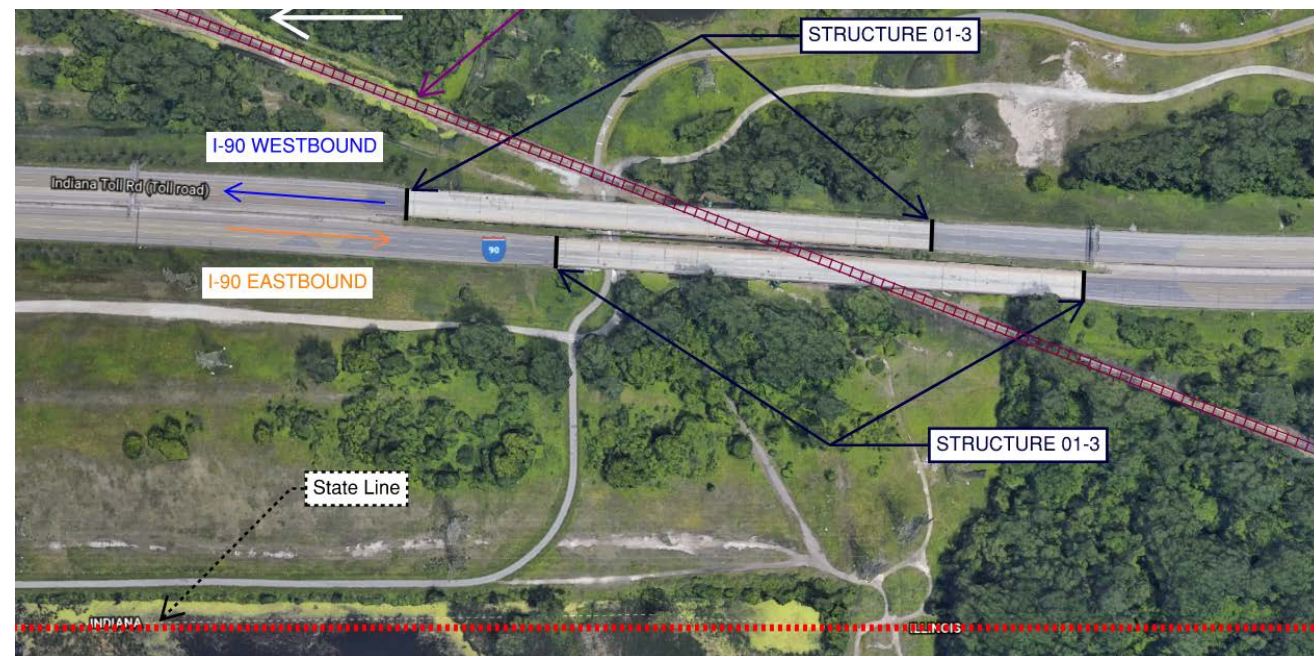 STRUCTURE 01-3
I-90 WESTBOUND
Indiana Toll Rd (Toll road)
90
I-90 EASTBOUND
STRUCTURE 01-3
State Line
INDIANA
ILLINOIS